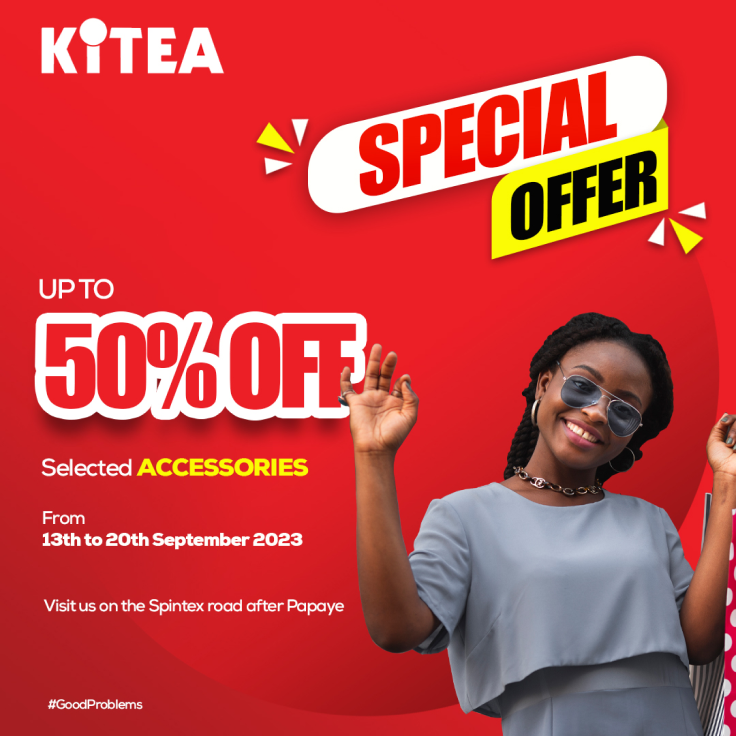 KiTEA
SPECIAL
OFFER
UP TO
50% OFF
Selected ACCESSORIES
From
13th to 20th September 2023
Visit us on the Spintex road after Papaye
#GoodProblems